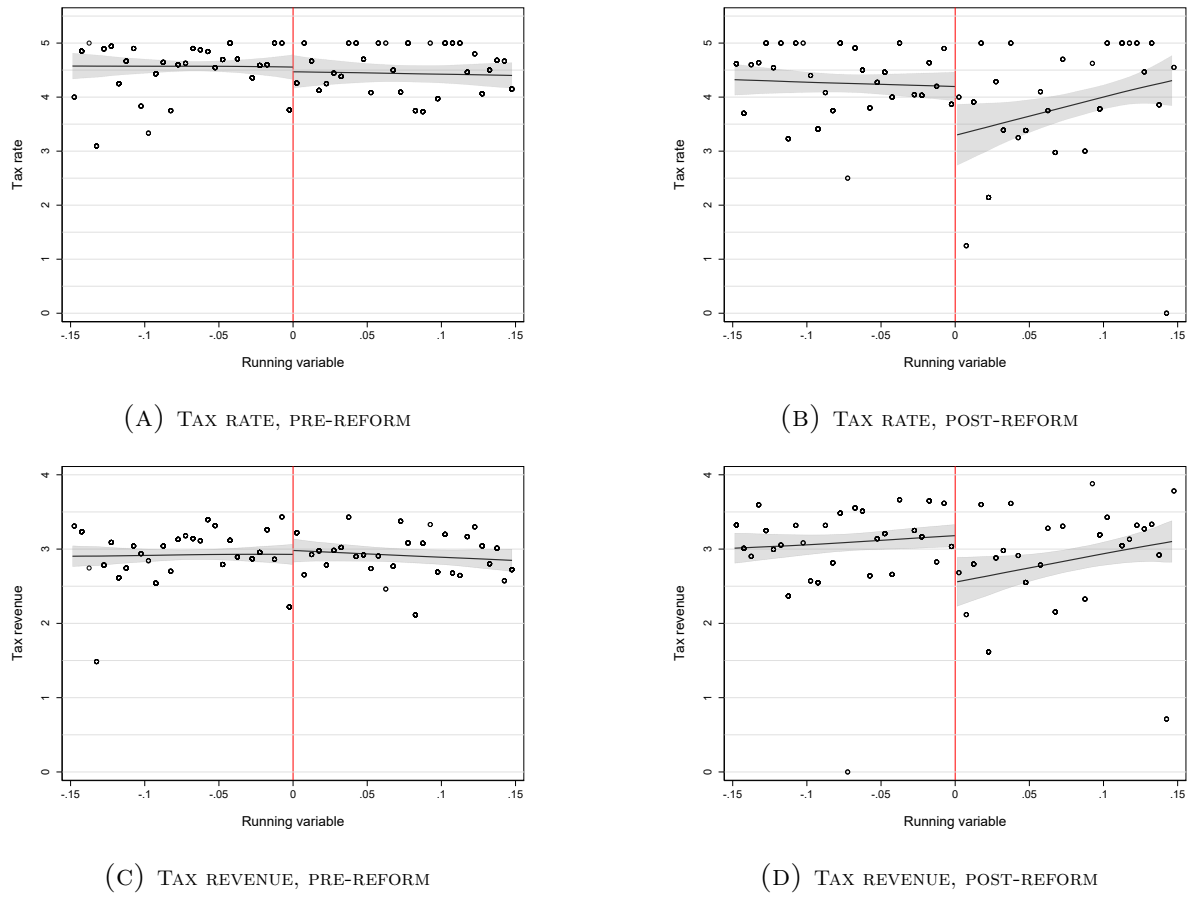 Tax rate
5
4
3
2
1
0
-.15 -.1 -.05 0 .05 .1 .15
Running variable
(A) Tax rate, pre-reform
Tax rate
5
4
3
2
1
0
-.15 -.1 -.05 0 .05 .1 .15
Running variable
(B) Tax rate, post-reform
Tax revenue
4
3
2
1
0
-.15 -.1 -.05 0 .05 .1 .15
Running variable
(C) Tax revenue, pre-reform
Tax revenue
4
3
2
1
0
-.15 -.1 -.05 0 .05 .1 .15
Running variable
(D) Tax revenue, post-reform